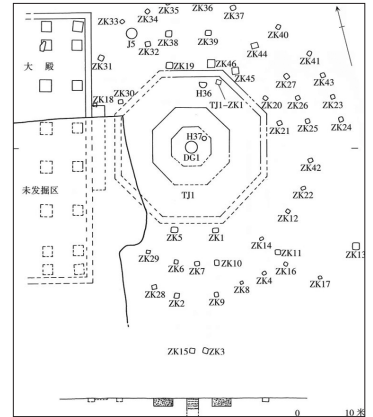 ZK35 ZK36
ZK34 ZK37
ZK33
J5 ZK38 ZK39 ZK40
ZK32
ZK44
大殿 ZK31 ZK41
ZK19 ZK46
ZK45
ZK27 ZK43
H36
ZK30 TJ1-ZK1
ZK18 ZK20 ZK26 ZK23
ZK21 ZK25 ZK24
H37
DG1
ZK42
未发掘区
TJ1 ZK22
ZK12
ZK5 ZK1
ZK14
ZK29 ZK11 ZK13
ZK6 ZK7 ZK10 ZK16
ZK4 ZK17
ZK28 ZK8
ZK2 ZK9
ZK15 ZK3
0 10米